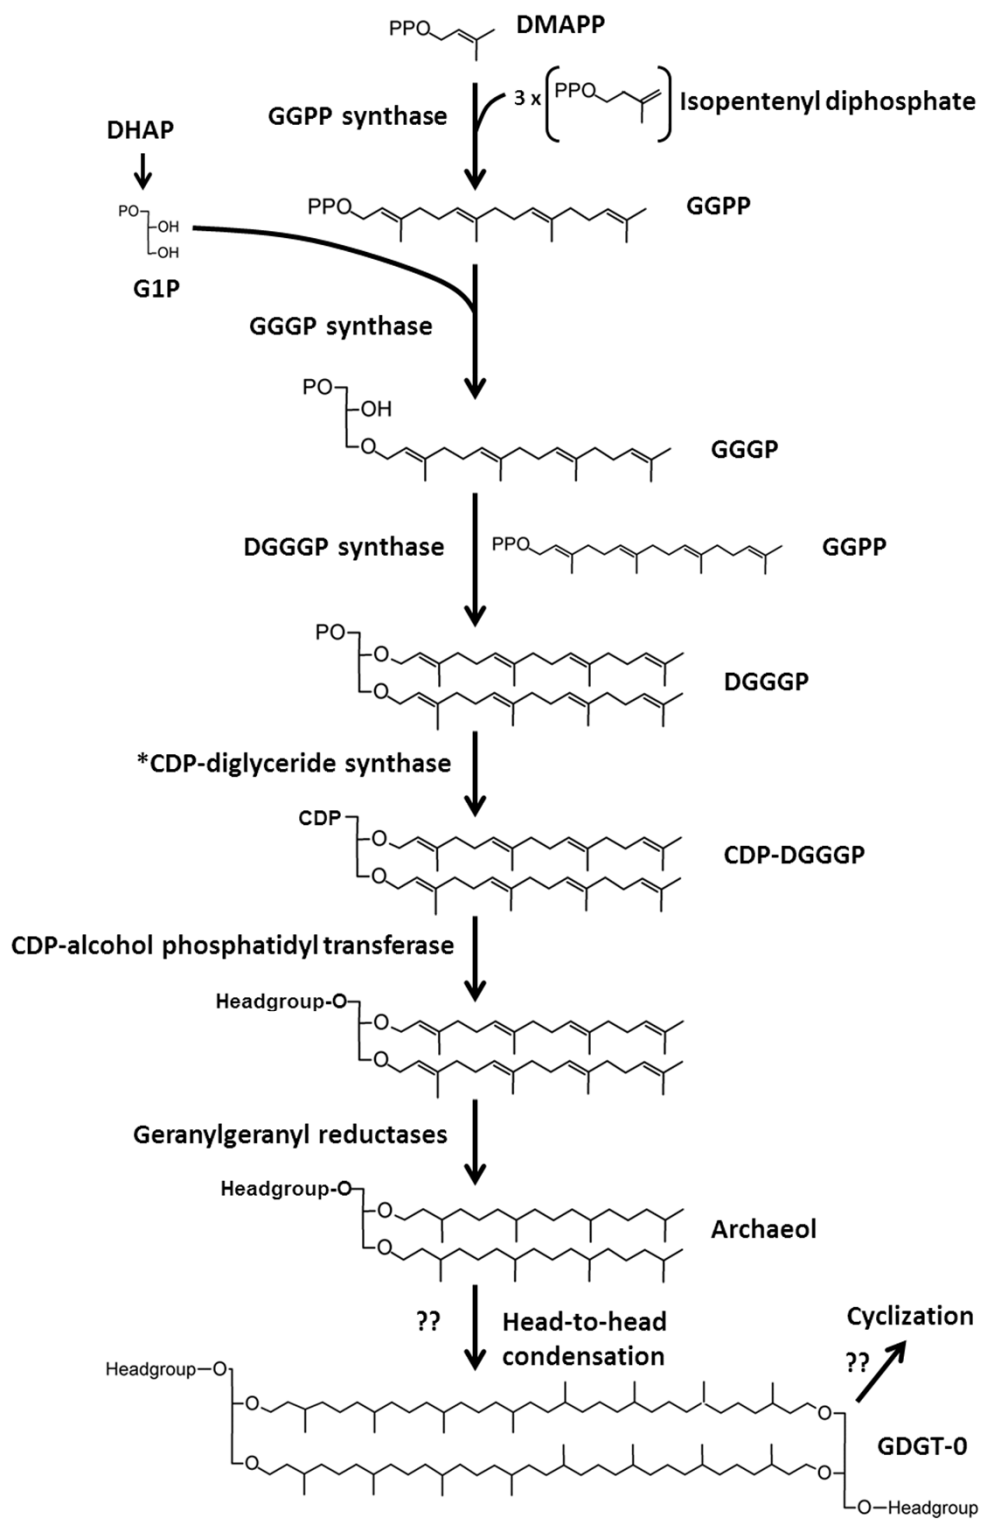 PPO
DMAPP
GGPP synthase
3 x
PPO
Isopentenyl diphosphate
DHAP
PO
OH
OH
G1P
PPO
GGPP
GGGP synthase
PO
OH
O
GGGP
DGGGP synthase
PPO
GGPP
PO
O
O
DGGGP
*CDP-diglyceride synthase
CDP
O
O
CDP-DGGGP
CDP-alcohol phosphatidyl transferase
Headgroup-O
O
O
Geranylgeranyl reductases
Headgroup-O
O
O
Archaeol
??
Head-to-head
condensation
Cyclization
??
Headgroup—O
O
O
O
O
GDGT-0
O—Headgroup